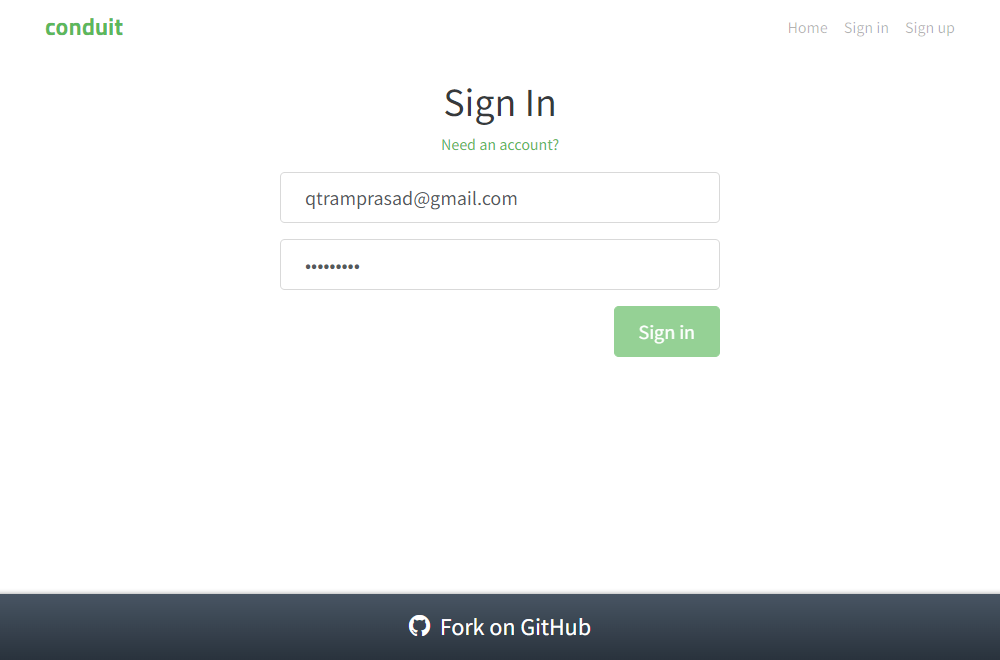 conduit
Home Sign in Sign up
Sign In
Need an account?
qtramprasad@gmail.com
•••••••••
Sign in
Fork on GitHub